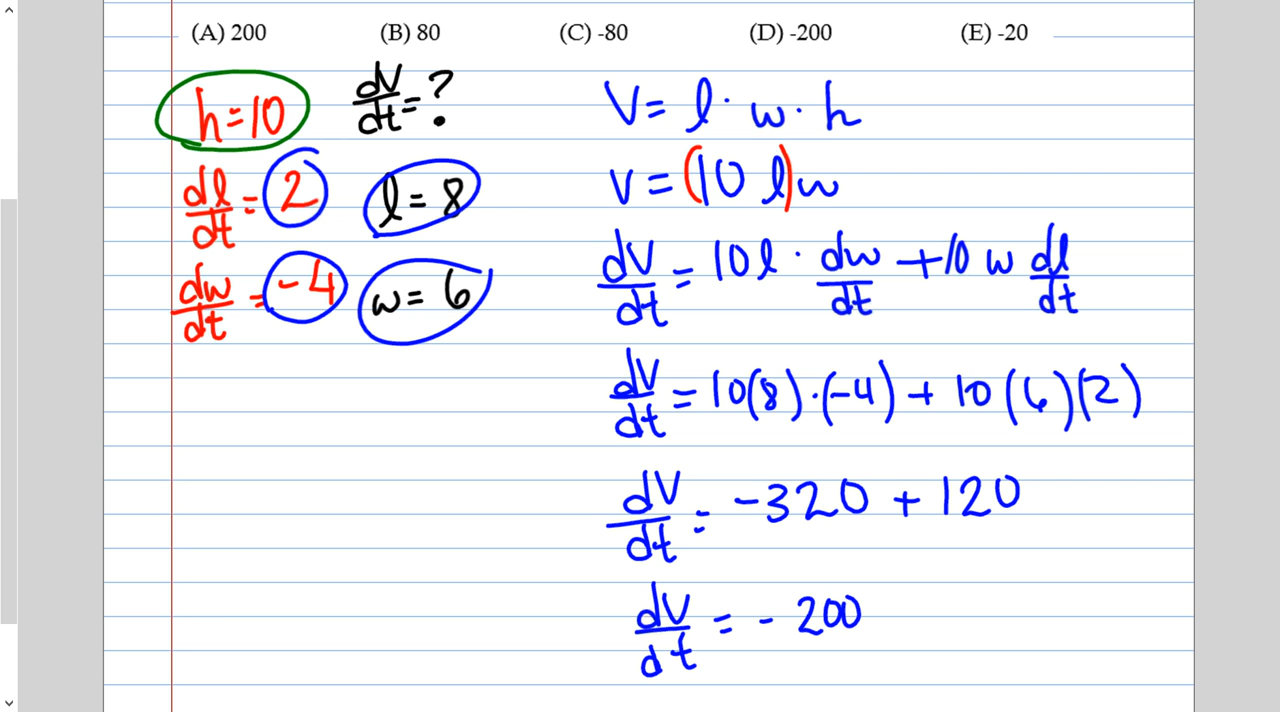 (A) 200 (B) 80 (C) -80 (D) -200 (E) -20
h = 10 dV/dt = ?
dl/dt = 2 l = 8
dw/dt = -4 w = 6
V = l · w · h
V = (10 l) w
dV/dt = 10l · dw/dt + 10 w dl/dt
dV/dt = 10(8) · (-4) + 10 (6)(2)
dV/dt = -320 + 120
dV/dt = - 200